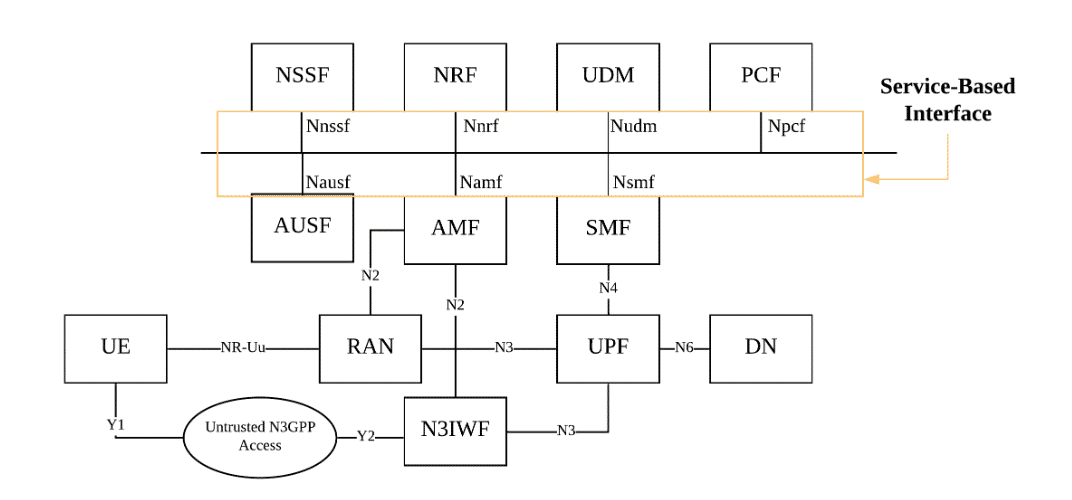 NSSF
NRF
UDM
PCF
Service-Based
Interface
Nnssf
Nnrf
Nudm
Npcf
Nausf
Namf
Nsmf
AUSF
AMF
SMF
N2
N2
N4
UE
NR-Uu
RAN
N3
UPF
N6
DN
Y1
Untrusted N3GPP
Access
Y2
N3IWF
N3